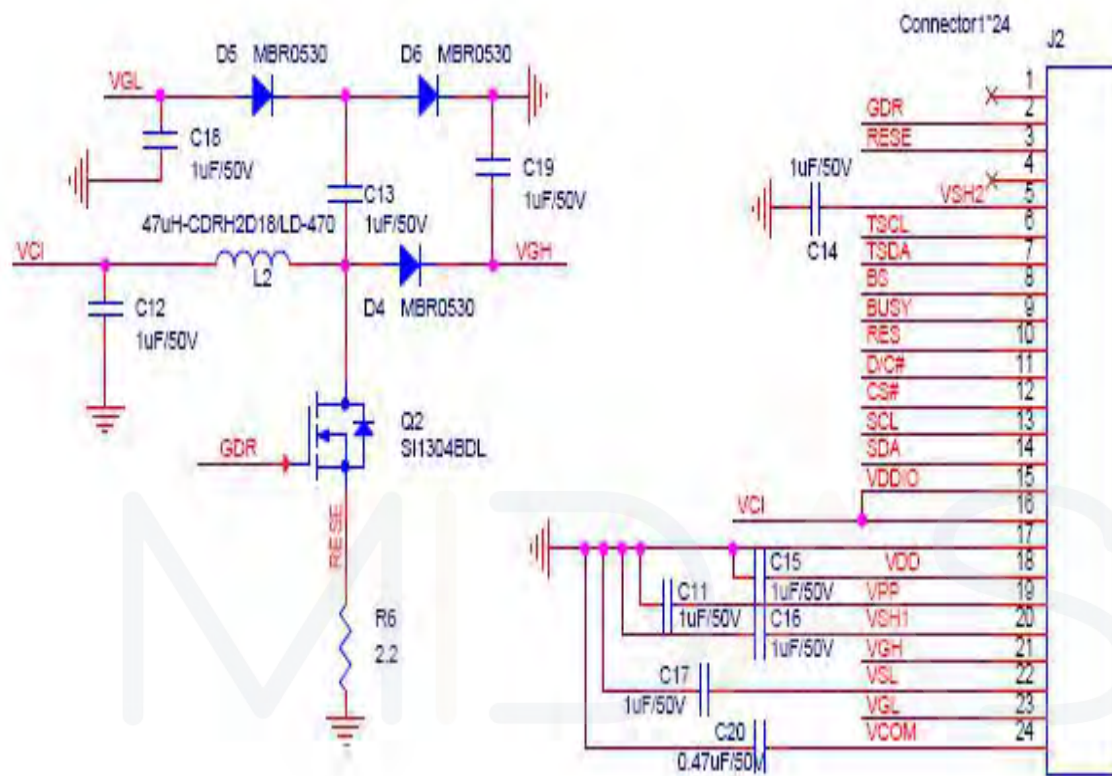 Connector1*24
J2
D5 MBR0530
D6 MBR0530
VGL
C18
1uF/50V
C13
1uF/50V
C19
1uF/50V
47uH-CDRH2D18/LD-470
VCI
L2
VGH
C12
1uF/50V
D4 MBR0530
Q2
SI1304BDL
GDR
RESE
R6
2.2
1
GDR
2
RESE
3
4
1uF/50V
VSH2
5
C14
TSCL
6
TSDA
7
BS
8
BUSY
9
RES
10
D/C#
11
CS#
12
SCL
13
SDA
14
VDDIO
15
VCI
16
17
C15
1uF/50V
VDD
18
C11
1uF/50V
VPP
19
C16
1uF/50V
VSH1
20
VGH
21
C17
1uF/50V
VSL
22
VGL
23
C20
0.47uF/50V
VCOM
24
MIDAS